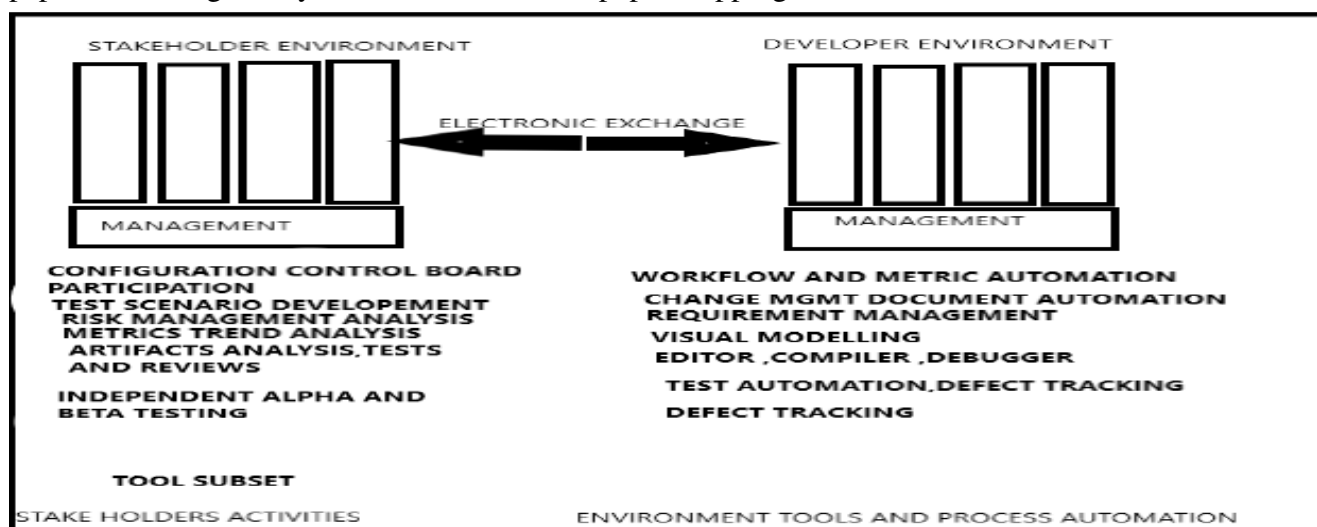 STAKEHOLDER ENVIRONMENT
DEVELOPER ENVIRONMENT
ELECTRONIC EXCHANGE
MANAGEMENT
MANAGEMENT
CONFIGURATION CONTROL BOARD
PARTICIPATION
TEST SCENARIO DEVELOPEMENT
RISK MANAGEMENT ANALYSIS
METRICS TREND ANALYSIS
ARTIFACTS ANALYSIS,TESTS
AND REVIEWS
INDEPENDENT ALPHA AND
BETA TESTING
TOOL SUBSET
STAKE HOLDERS ACTIVITIES
WORKFLOW AND METRIC AUTOMATION
CHANGE MGMT DOCUMENT AUTOMATION
REQUIREMENT MANAGEMENT
VISUAL MODELLING
EDITOR ,COMPILER ,DEBUGGER
TEST AUTOMATION,DEFECT TRACKING
DEFECT TRACKING
ENVIRONMENT TOOLS AND PROCESS AUTOMATION